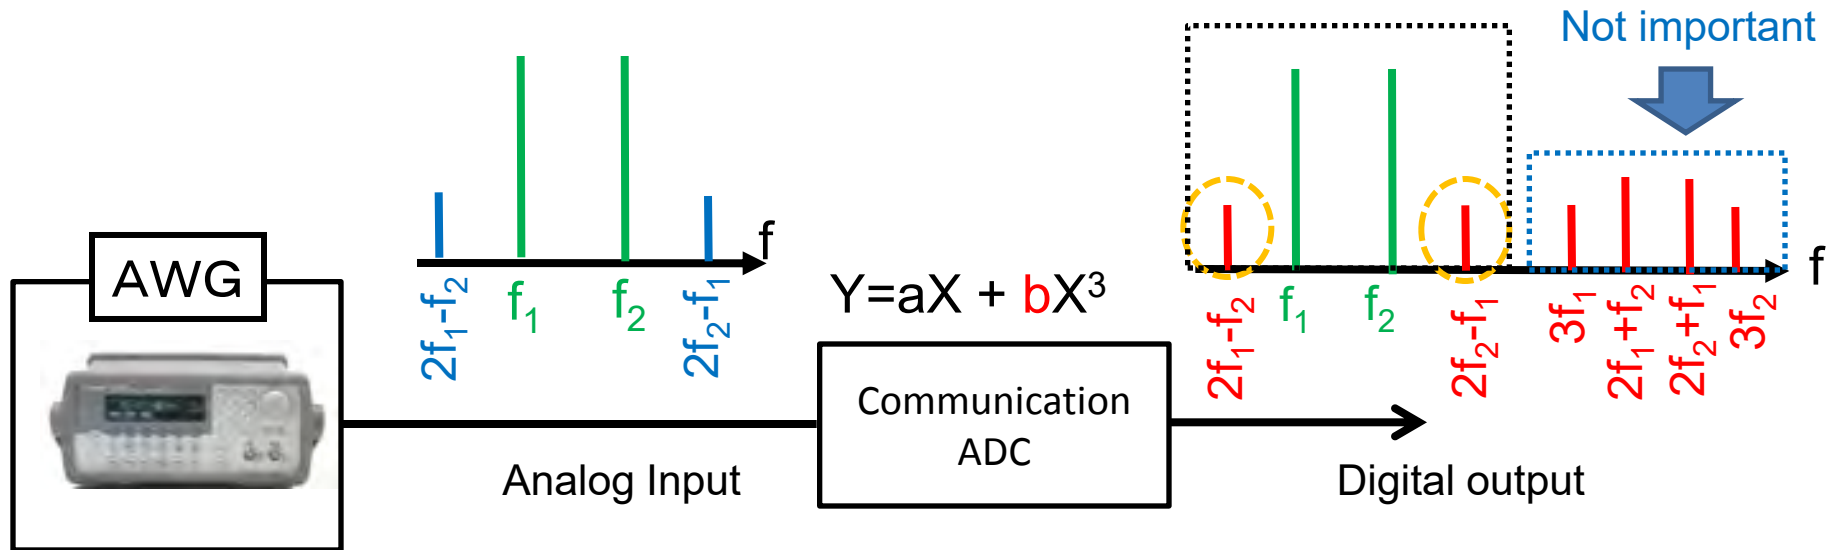 Not important
f
AWG
2f₁-f₂
f₁
f₂
2f₂-f₁
Y=aX + bX³
2f₁-f₂
f₁
f₂
2f₂-f₁
3f₁
2f₁+f₂
2f₂+f₁
3f₂
f
Communication
ADC
Analog Input
Digital output